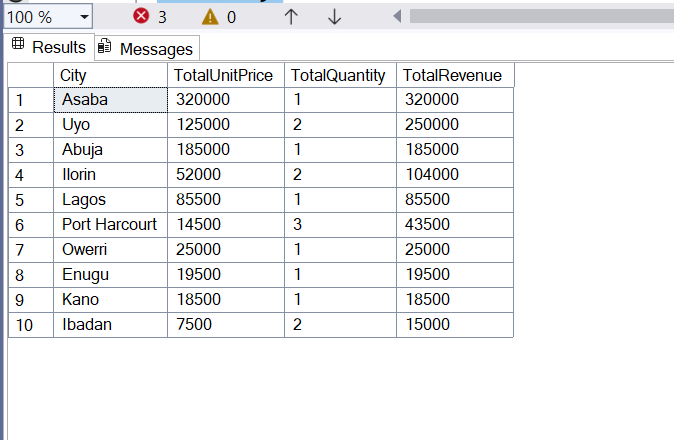 100 % 3 0
Results Messages
City TotalUnitPrice TotalQuantity TotalRevenue
1 Asaba 320000 1 320000
2 Uyo 125000 2 250000
3 Abuja 185000 1 185000
4 Ilorin 52000 2 104000
5 Lagos 85500 1 85500
6 Port Harcourt 14500 3 43500
7 Owerri 25000 1 25000
8 Enugu 19500 1 19500
9 Kano 18500 1 18500
10 Ibadan 7500 2 15000